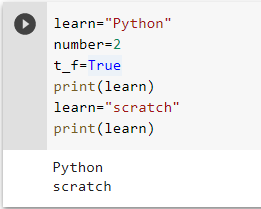 learn="Python"
number=2
t_f=True
print(learn)
learn="scratch"
print(learn)
Python
scratch